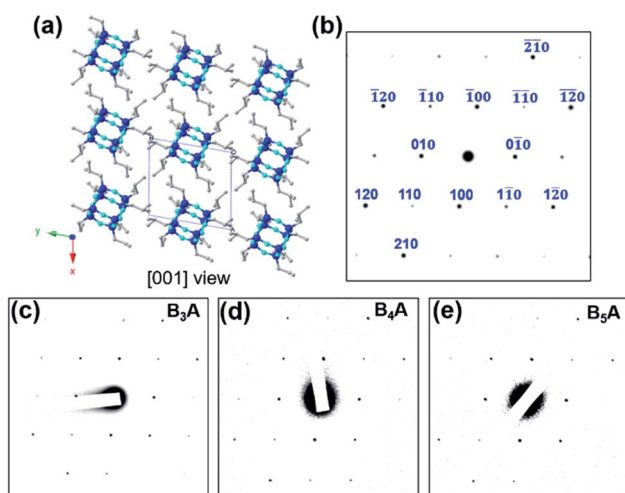 (a)
y
x
[001] view
(b)
2̅1̅0
1̅20 1̅10 1̅00 1̅1̅0 1̅2̅0
010 01̅0
120 110 100 11̅0 12̅0
210
(c) B₃A
(d) B₄A
(e) B₅A